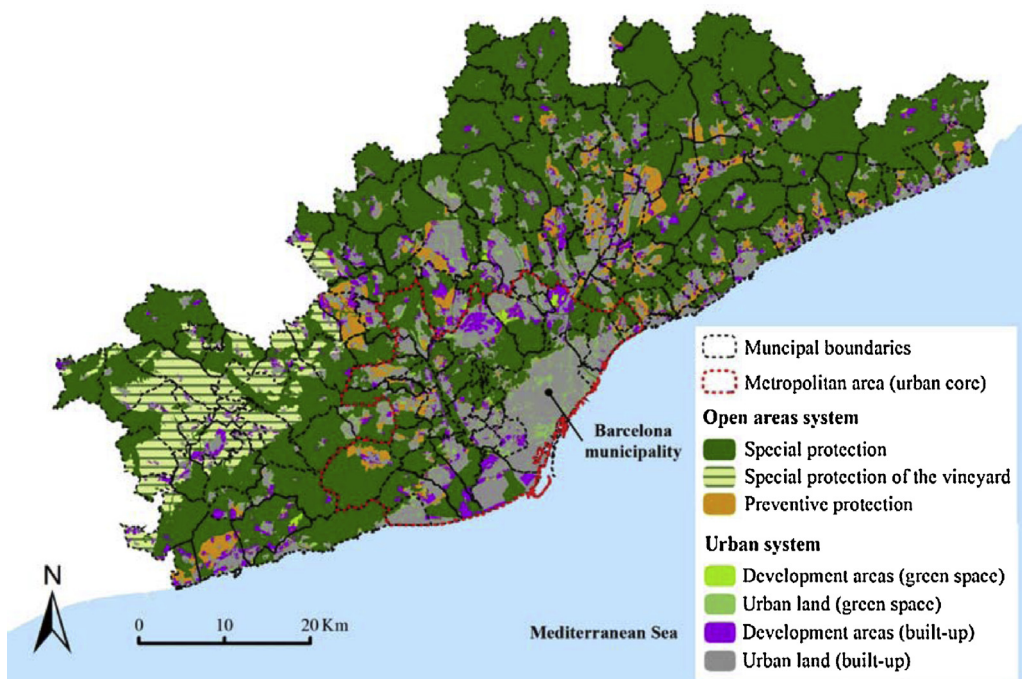 Muncipal boundaries
Metropolitan area (urban core)
Open areas system
Special protection
Special protection of the vineyard
Preventive protection
Urban system
Development areas (green space)
Urban land (green space)
Development areas (built-up)
Urban land (built-up)
Barcelona
municipality
Mediterranean Sea
N
0 10 20 Km